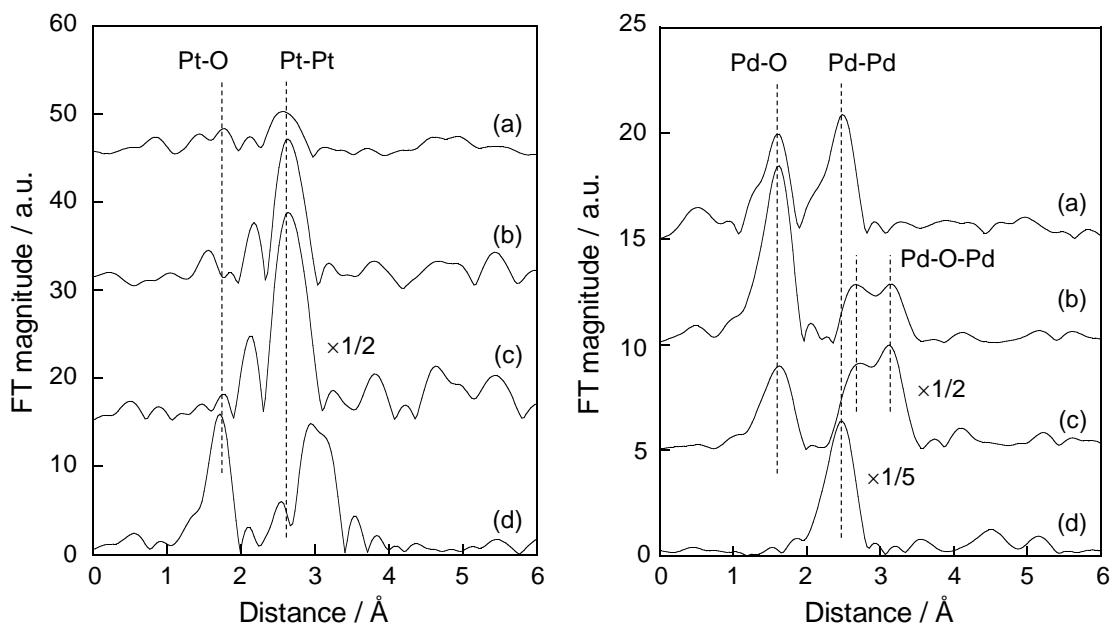 60
50
40
30
20
10
0
FT magnitude / a.u.
Pt-O
Pt-Pt
(a)
(b)
×1/2
(c)
(d)
0 1 2 3 4 5 6
Distance / Å
25
20
15
10
5
0
FT magnitude / a.u.
Pd-O
Pd-Pd
(a)
Pd-O-Pd
(b)
×1/2
(c)
×1/5
(d)
0 1 2 3 4 5 6
Distance / Å